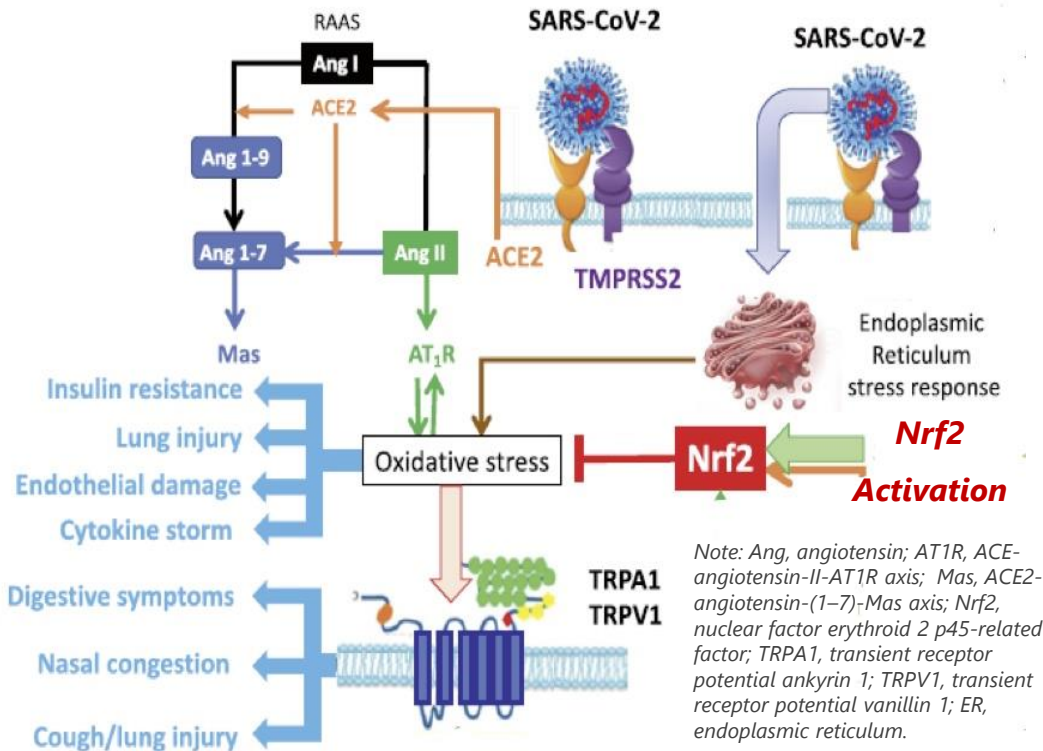 RAAS
SARS-CoV-2
SARS-CoV-2
Ang I
ACE2
Ang 1-9
Ang 1-7
Ang II
ACE2
TMPRSS2
Mas
AT₁R
Endoplasmic
Reticulum
stress response
Insulin resistance
Lung injury
Endothelial damage
Cytokine storm
Oxidative stress
Nrf2
Nrf2
Activation
Digestive symptoms
Nasal congestion
Cough/lung injury
TRPA1
TRPV1
Note: Ang, angiotensin; AT1R, ACE-
angiotensin-II-AT1R axis; Mas, ACE2-
angiotensin-(1–7)-Mas axis; Nrf2,
nuclear factor erythroid 2 p45-related
factor; TRPA1, transient receptor
potential ankyrin 1; TRPV1, transient
receptor potential vanillin 1; ER,
endoplasmic reticulum.